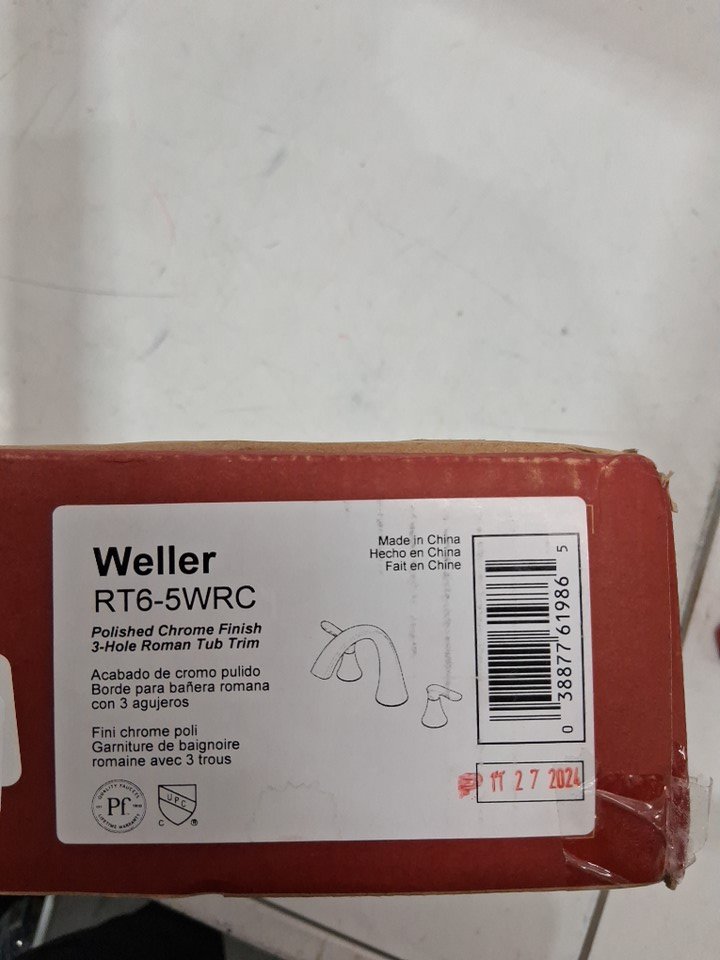 Weller
RT6-5WRC
Polished Chrome Finish
3-Hole Roman Tub Trim
Acabado de cromo pulido
Borde para bañera romana
con 3 agujeros
Fini chrome poli
Garniture de baignoire
romaine avec 3 trous
Pf
UPC
C ®
Made in China
Hecho en China
Fait en Chine
0 38877 61986 5
27 2024